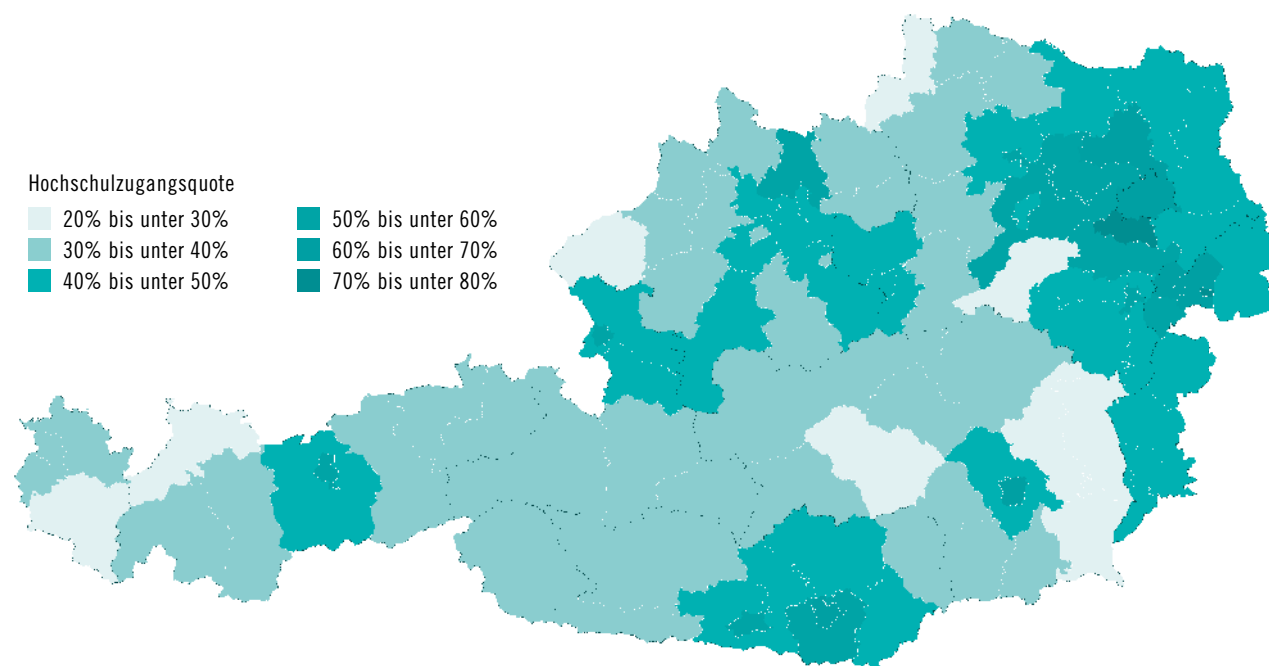 Hochschulzugangsquote
20% bis unter 30%
30% bis unter 40%
40% bis unter 50%
50% bis unter 60%
60% bis unter 70%
70% bis unter 80%